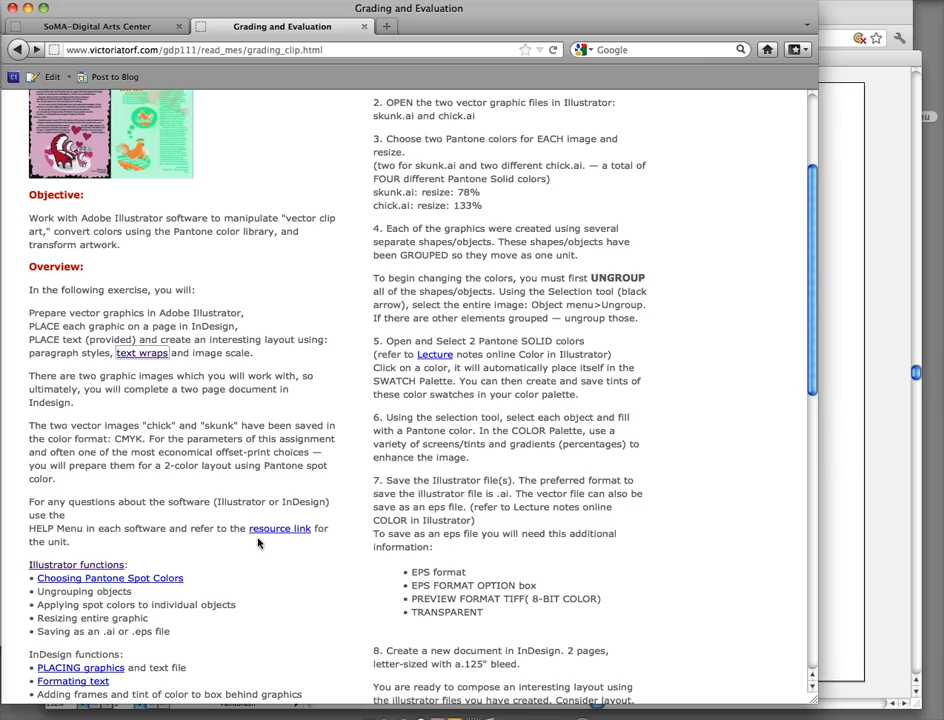 Grading and Evaluation
SoMA-Digital Arts Center
Grading and Evaluation
www.victoriatorf.com/gdp111/read_mes/grading_clip.html
Google
Ct
Edit
Post to Blog
Objective:
Work with Adobe Illustrator software to manipulate "vector clip
art," convert colors using the Pantone color library, and
transform artwork.
Overview:
In the following exercise, you will:
Prepare vector graphics in Adobe Illustrator,
PLACE each graphic on a page in InDesign,
PLACE text (provided) and create an interesting layout using:
paragraph styles, text wraps and image scale.
There are two graphic images which you will work with, so
ultimately, you will complete a two page document in
Indesign.
The two vector images "chick" and "skunk" have been saved in
the color format: CMYK. For the parameters of this assignment
and often one of the most economical offset-print choices —
you will prepare them for a 2-color layout using Pantone spot
color.
For any questions about the software (Illustrator or InDesign)
use the
HELP Menu in each software and refer to the resource link for
the unit.
Illustrator functions:
• Choosing Pantone Spot Colors
• Ungrouping objects
• Applying spot colors to individual objects
• Resizing entire graphic
• Saving as an .ai or .eps file
InDesign functions:
• PLACING graphics and text file
• Formating text
• Adding frames and tint of color to box behind graphics
2. OPEN the two vector graphic files in Illustrator:
skunk.ai and chick.ai
3. Choose two Pantone colors for EACH image and
resize.
(two for skunk.ai and two different chick.ai. — a total of
FOUR different Pantone Solid colors)
skunk.ai: resize: 78%
chick.ai: resize: 133%
4. Each of the graphics were created using several
separate shapes/objects. These shapes/objects have
been GROUPED so they move as one unit.
To begin changing the colors, you must first UNGROUP
all of the shapes/objects. Using the Selection tool (black
arrow), select the entire image: Object menu>Ungroup.
If there are other elements grouped — ungroup those.
5. Open and Select 2 Pantone SOLID colors
(refer to Lecture notes online Color in Illustrator)
Click on a color, it will automatically place itself in the
SWATCH Palette. You can then create and save tints of
these color swatches in your color palette.
6. Using the selection tool, select each object and fill
with a Pantone color. In the COLOR Palette, use a
variety of screens/tints and gradients (percentages) to
enhance the image.
7. Save the Illustrator file(s). The preferred format to
save the illustrator file is .ai. The vector file can also be
save as an eps file. (refer to Lecture notes online
COLOR in Illustrator)
To save as an eps file you will need this additional
information:
• EPS format
• EPS FORMAT OPTION box
• PREVIEW FORMAT TIFF( 8-BIT COLOR)
• TRANSPARENT
8. Create a new document in InDesign. 2 pages,
letter-sized with a.125" bleed.
You are ready to compose an interesting layout using
the illustrator files you have created. Consider layout,